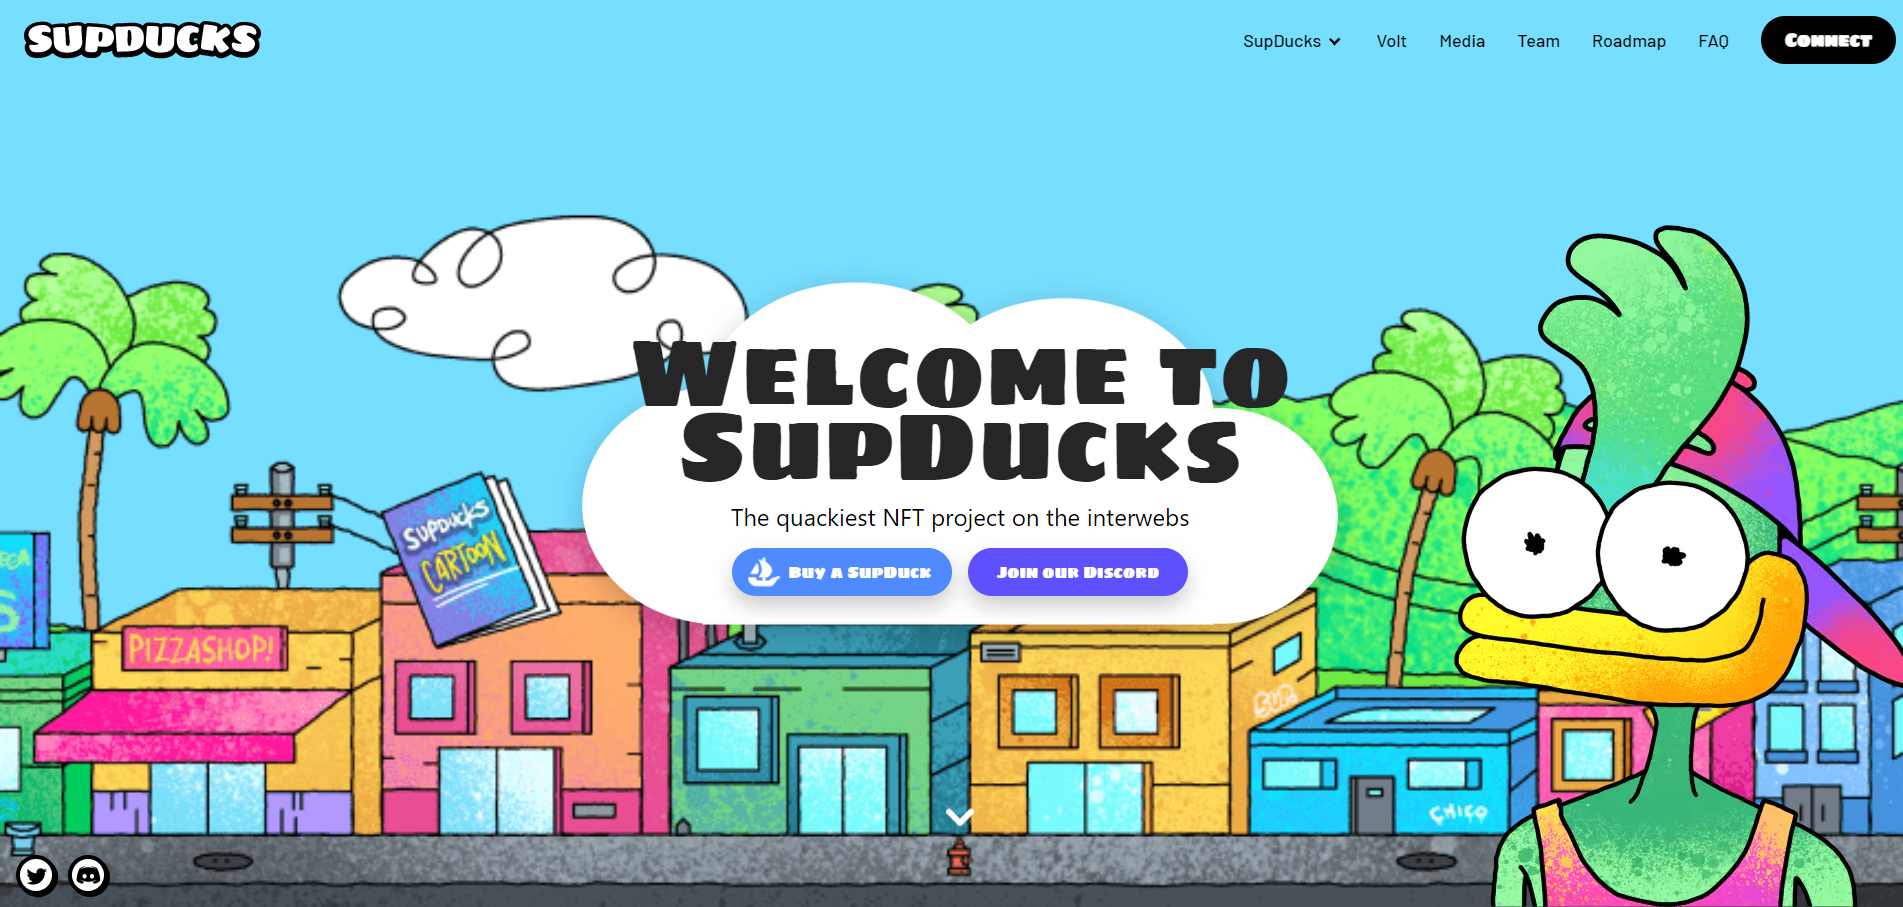 SUPDUCKS
SupDucks Volt Media Team Roadmap FAQ Connect
Welcome to
SupDucks
The quackiest NFT project on the interwebs
Buy a SupDuck
Join our Discord
SUPDUCKS
CARTOON
PIZZASHOP!
SUP
CHICO